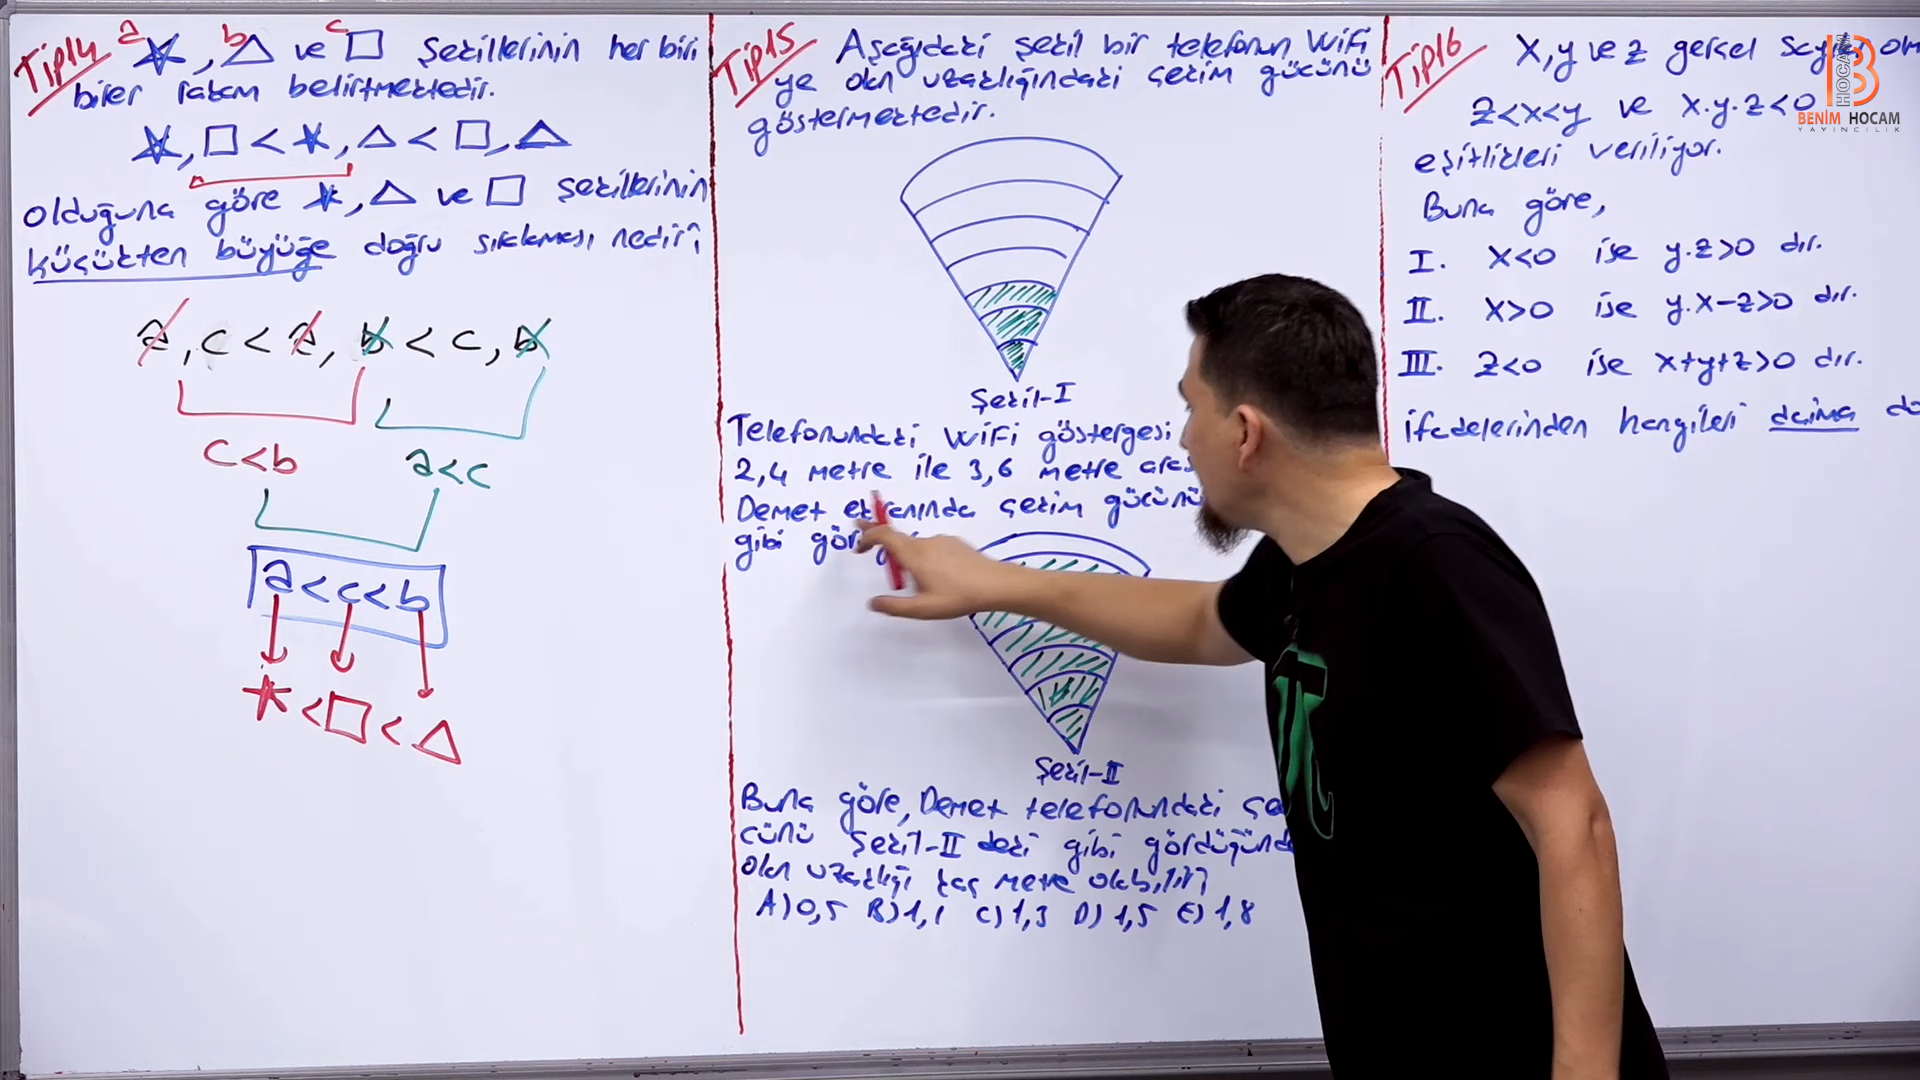 Tip14 a ☆, b △ ve c □ Şekillerinin her biri
birer rakam belirtmektedir.
☆,□ < ☆,△ < □,△
olduğuna göre ☆, △ ve □ şekillerinin
küçükten büyüğe doğru sıralaması nedir?
a, c < a, b < c, b
c<b a<c
a<c<b
☆ < □ < △
Tip15 Aşağıdaki şekil bir telefonun WiFi
ye olan uzaklığındaki çekim gücünü
göstermektedir.
Şekil-I
Telefonundaki WiFi göstergesi
2,4 metre ile 3,6 metre
Demet ekranında çekim gücünü
gibi
Şekil-II
Buna göre, Demet telefonundaki
cünü Şekil-II deki gibi gördüğünde
olan uzaklığı kaç metre olabilir?
A) 0,5 B) 1,1 C) 1,3 D) 1,5 E) 1,8
Tip16 X,y ve z gerçel
z<x<y ve x.y.z<0
eşitlikleri veriliyor.
Buna göre,
I. x<0 ise y.z>0 dır.
II. x>0 ise y.x-z>0 dır.
III. z<0 ise x+y+z>0 dır.
ifadelerinden hangileri daima
HOCAM
BENİM HOCAM
YAYINCILIK